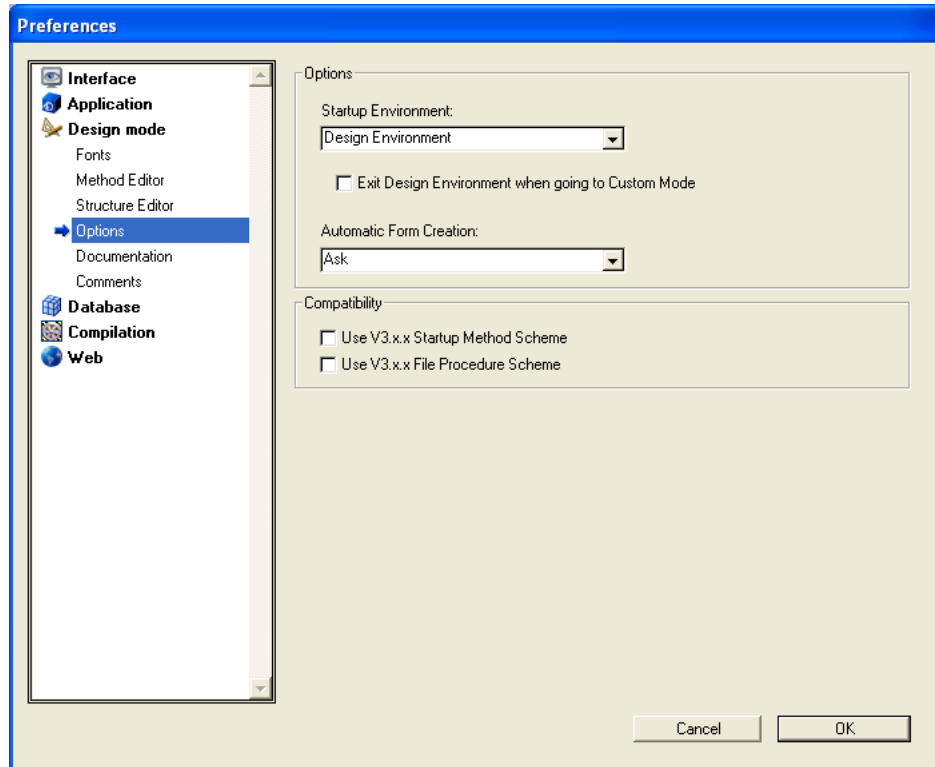 Preferences
Interface
Application
Design mode
Fonts
Method Editor
Structure Editor
Options
Documentation
Comments
Database
Compilation
Web
Options
Startup Environment:
Design Environment
Exit Design Environment when going to Custom Mode
Automatic Form Creation:
Ask
Compatibility
Use V3.x.x Startup Method Scheme
Use V3.x.x File Procedure Scheme
Cancel
OK